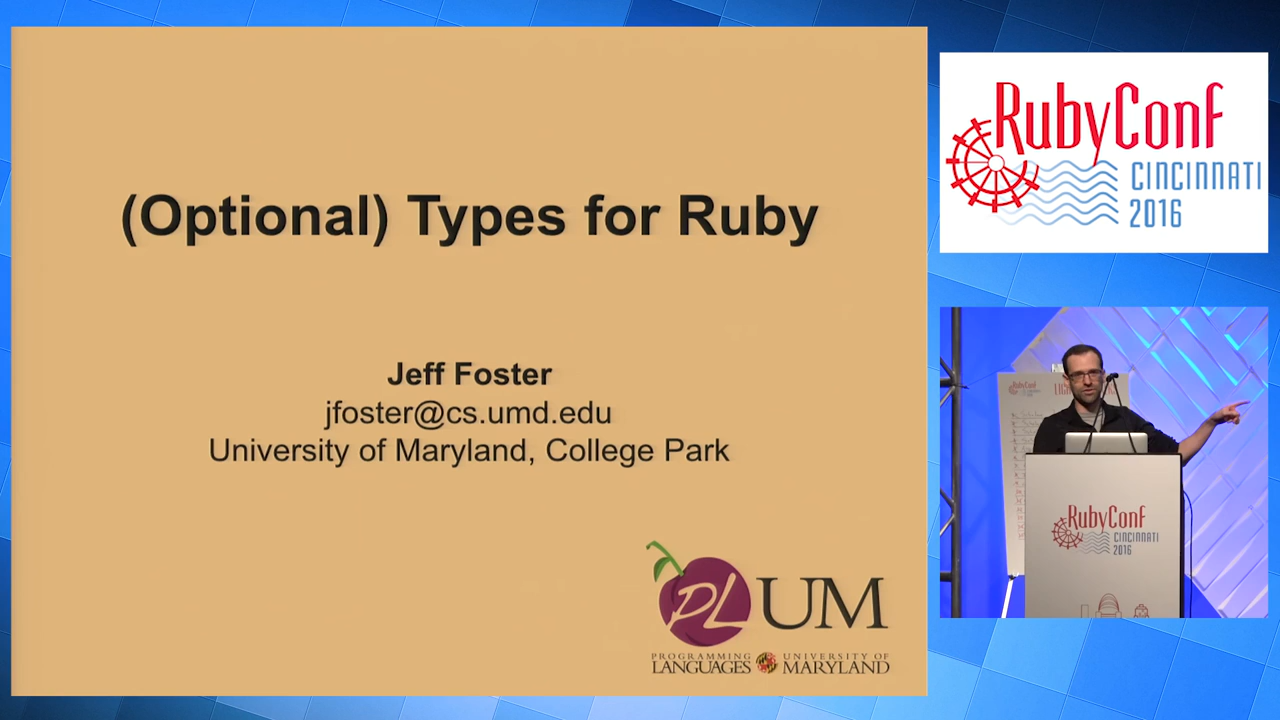 (Optional) Types for Ruby
Jeff Foster
jfoster@cs.umd.edu
University of Maryland, College Park
PL UM
PROGRAMMING LANGUAGES UNIVERSITY OF MARYLAND
RubyConf
CINCINNATI
2016
RubyConf
RubyConf
CINCINNATI
2016